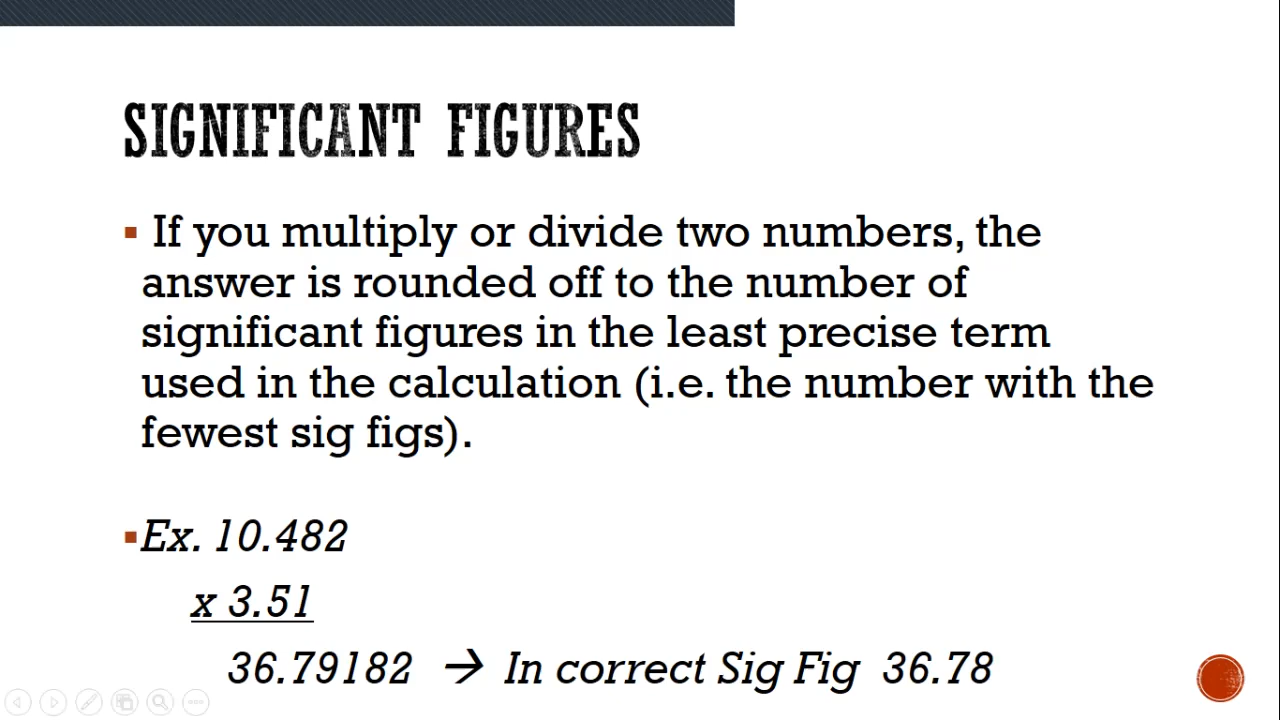 SIGNIFICANT FIGURES
If you multiply or divide two numbers, the
answer is rounded off to the number of
significant figures in the least precise term
used in the calculation (i.e. the number with the
fewest sig figs).
Ex. 10.482
x 3.51
36.79182 → In correct Sig Fig 36.78